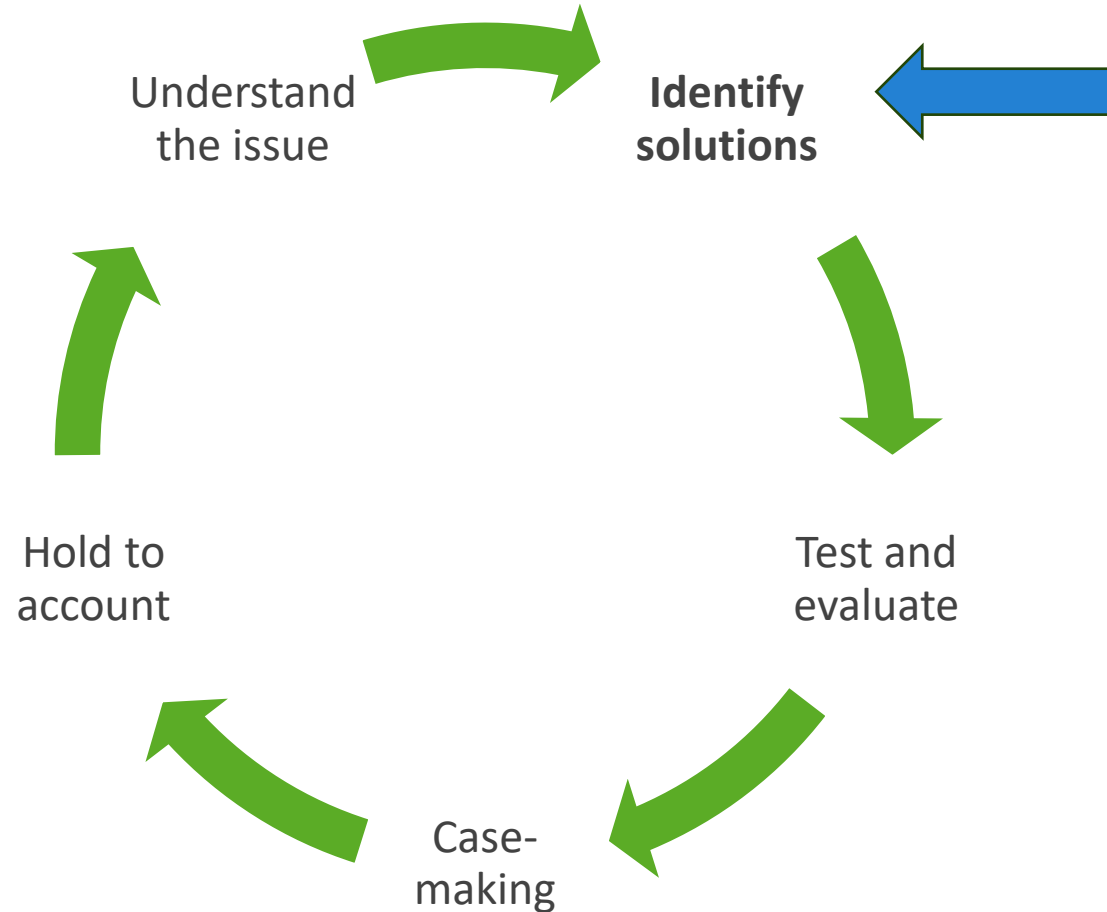 Understand
the issue
Identify
solutions
Test and
evaluate
Case-
making
Hold to
account